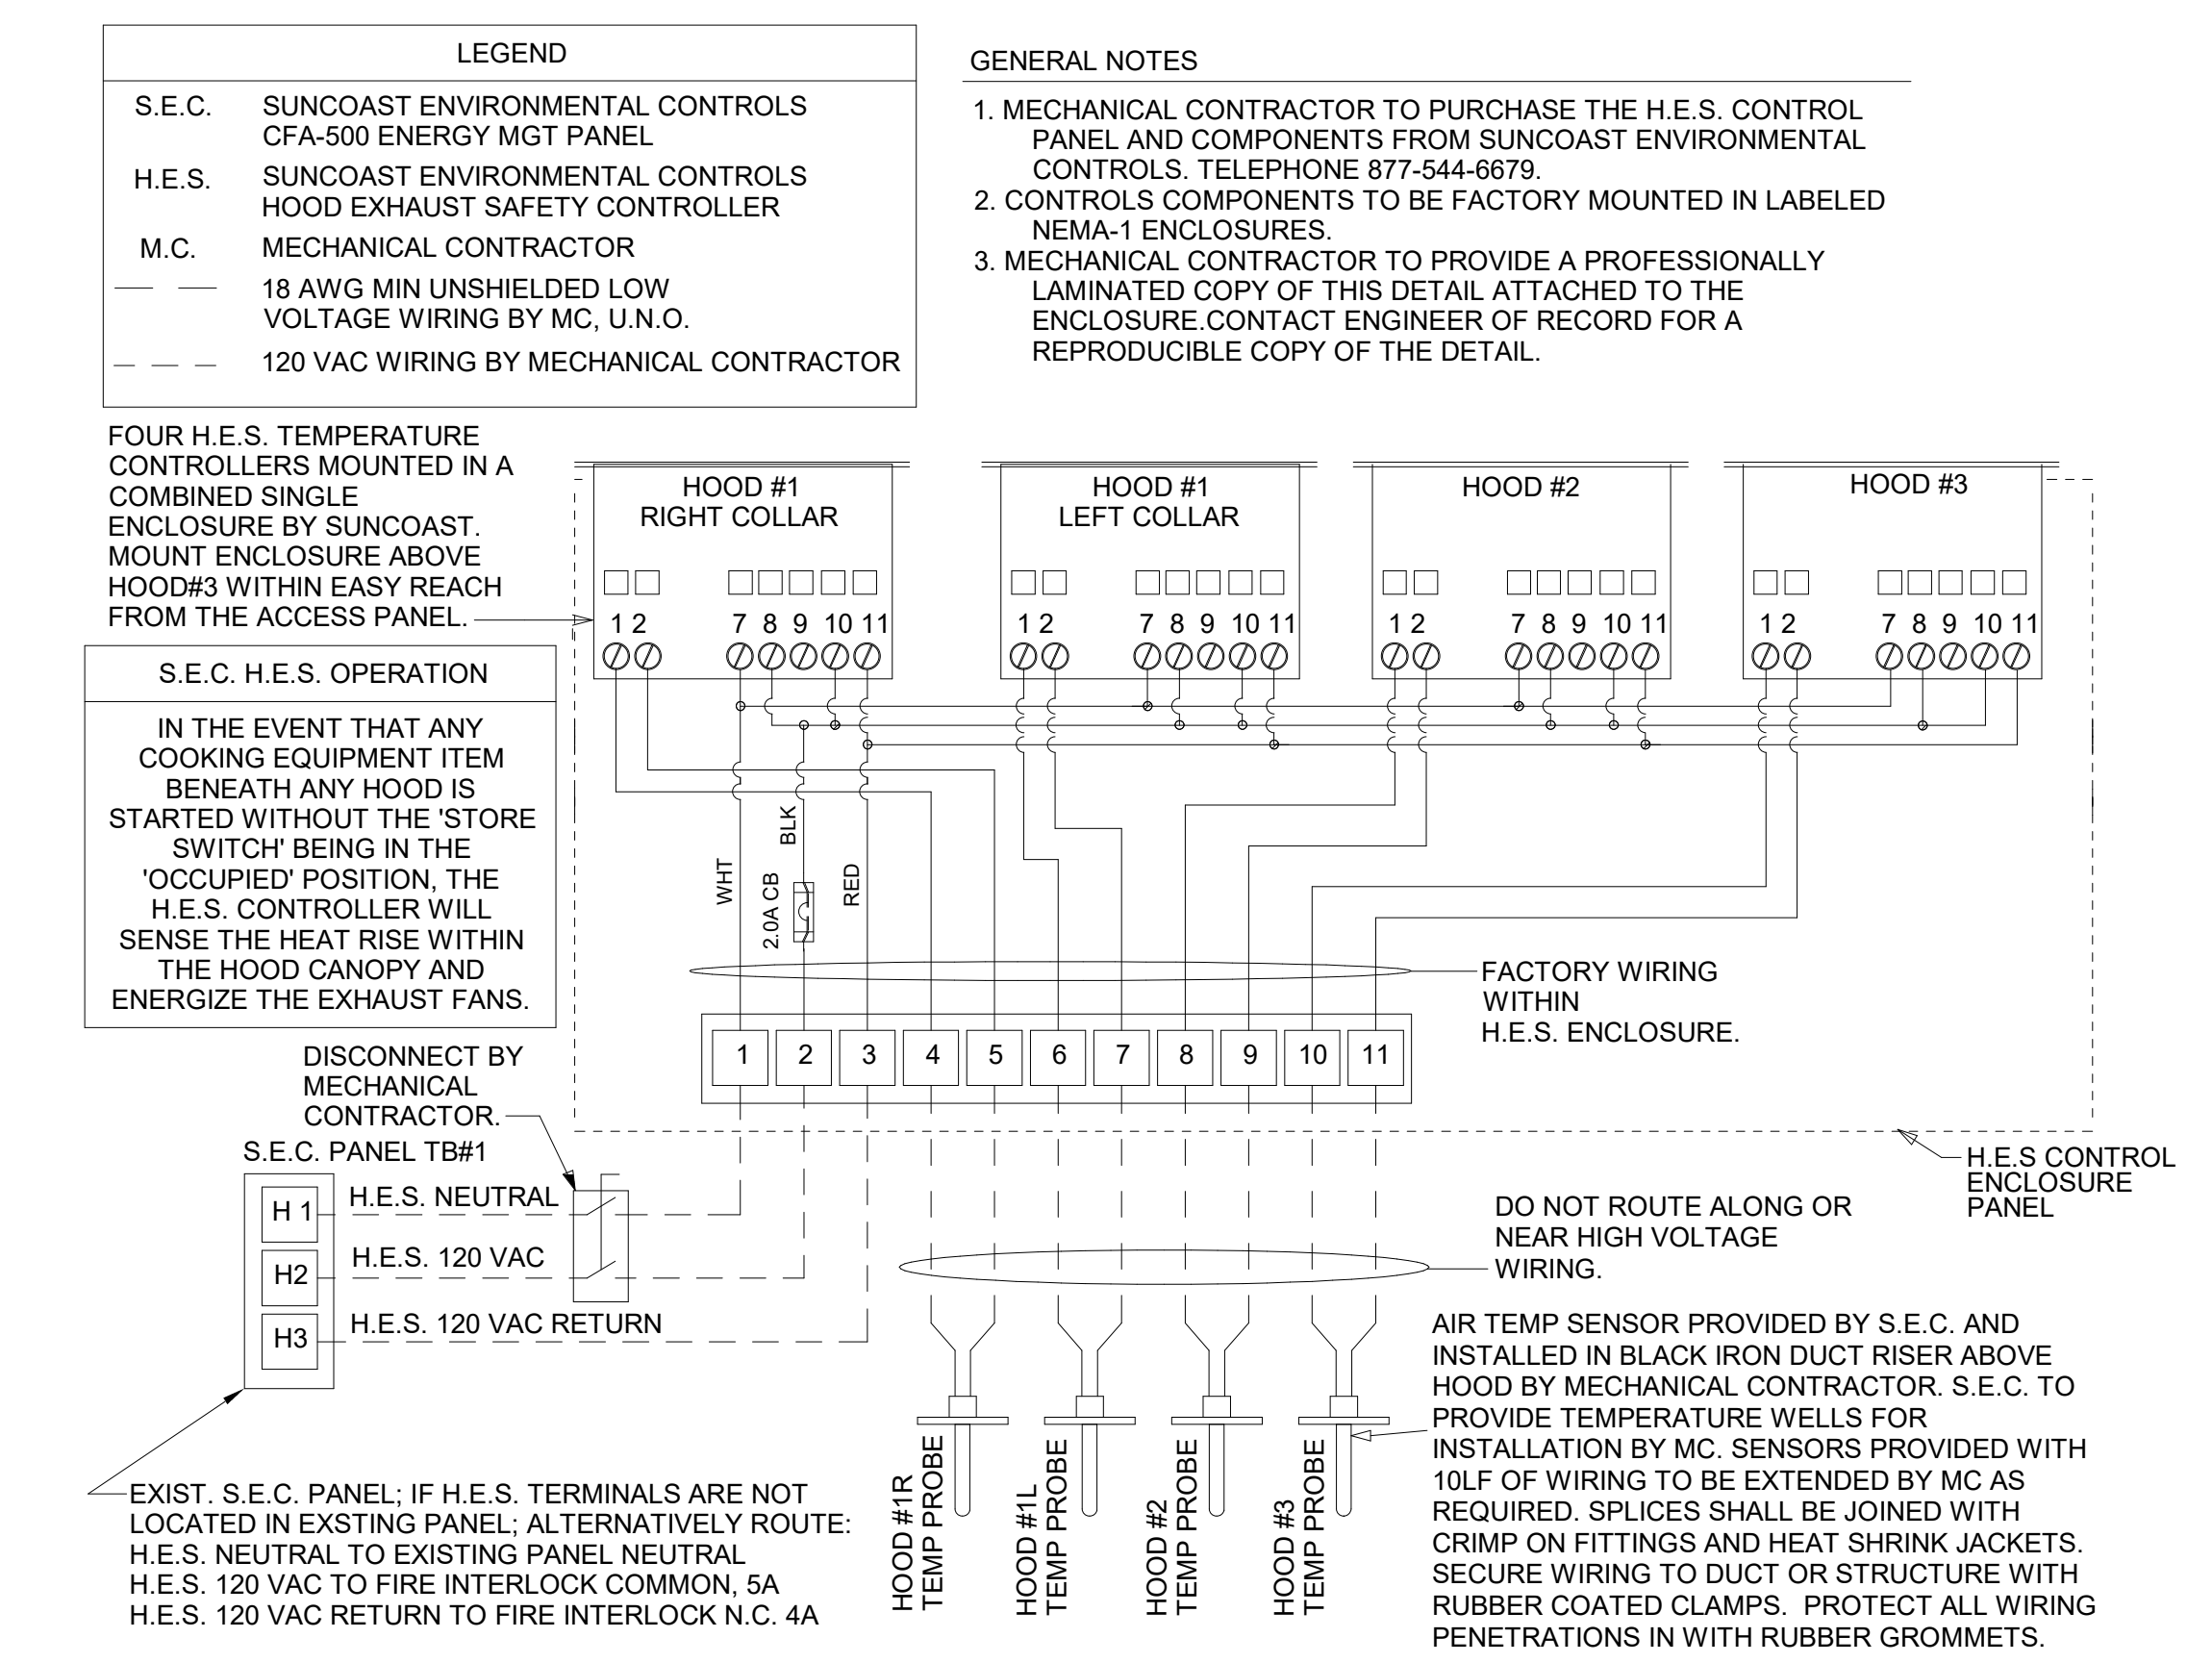 LEGEND
S.E.C. SUNCOAST ENVIRONMENTAL CONTROLS
CFA-500 ENERGY MGT PANEL
H.E.S. SUNCOAST ENVIRONMENTAL CONTROLS
HOOD EXHAUST SAFETY CONTROLLER
M.C. MECHANICAL CONTRACTOR
18 AWG MIN UNSHIELDED LOW
VOLTAGE WIRING BY MC, U.N.O.
120 VAC WIRING BY MECHANICAL CONTRACTOR
GENERAL NOTES
1. MECHANICAL CONTRACTOR TO PURCHASE THE H.E.S. CONTROL
PANEL AND COMPONENTS FROM SUNCOAST ENVIRONMENTAL
CONTROLS. TELEPHONE 877-544-6679.
2. CONTROLS COMPONENTS TO BE FACTORY MOUNTED IN LABELED
NEMA-1 ENCLOSURES.
3. MECHANICAL CONTRACTOR TO PROVIDE A PROFESSIONALLY
LAMINATED COPY OF THIS DETAIL ATTACHED TO THE
ENCLOSURE.CONTACT ENGINEER OF RECORD FOR A
REPRODUCIBLE COPY OF THE DETAIL.
FOUR H.E.S. TEMPERATURE
CONTROLLERS MOUNTED IN A
COMBINED SINGLE
ENCLOSURE BY SUNCOAST.
MOUNT ENCLOSURE ABOVE
HOOD#3 WITHIN EASY REACH
FROM THE ACCESS PANEL.
HOOD #1
RIGHT COLLAR
1 2 7 8 9 10 11
HOOD #1
LEFT COLLAR
1 2 7 8 9 10 11
HOOD #2
1 2 7 8 9 10 11
HOOD #3
1 2 7 8 9 10 11
S.E.C. H.E.S. OPERATION
IN THE EVENT THAT ANY
COOKING EQUIPMENT ITEM
BENEATH ANY HOOD IS
STARTED WITHOUT THE 'STORE
SWITCH' BEING IN THE
'OCCUPIED' POSITION, THE
H.E.S. CONTROLLER WILL
SENSE THE HEAT RISE WITHIN
THE HOOD CANOPY AND
ENERGIZE THE EXHAUST FANS.
WHT
2.0A CB
BLK
RED
FACTORY WIRING
WITHIN
H.E.S. ENCLOSURE.
1 2 3 4 5 6 7 8 9 10 11
DISCONNECT BY
MECHANICAL
CONTRACTOR.
S.E.C. PANEL TB#1
H 1 H.E.S. NEUTRAL
H2 H.E.S. 120 VAC
H3 H.E.S. 120 VAC RETURN
H.E.S CONTROL
ENCLOSURE
PANEL
DO NOT ROUTE ALONG OR
NEAR HIGH VOLTAGE
WIRING.
AIR TEMP SENSOR PROVIDED BY S.E.C. AND
INSTALLED IN BLACK IRON DUCT RISER ABOVE
HOOD BY MECHANICAL CONTRACTOR. S.E.C. TO
PROVIDE TEMPERATURE WELLS FOR
INSTALLATION BY MC. SENSORS PROVIDED WITH
10LF OF WIRING TO BE EXTENDED BY MC AS
REQUIRED. SPLICES SHALL BE JOINED WITH
CRIMP ON FITTINGS AND HEAT SHRINK JACKETS.
SECURE WIRING TO DUCT OR STRUCTURE WITH
RUBBER COATED CLAMPS. PROTECT ALL WIRING
PENETRATIONS IN WITH RUBBER GROMMETS.
HOOD #1R
TEMP PROBE
HOOD #1L
TEMP PROBE
HOOD #2
TEMP PROBE
HOOD #3
TEMP PROBE
EXIST. S.E.C. PANEL; IF H.E.S. TERMINALS ARE NOT
LOCATED IN EXSTING PANEL; ALTERNATIVELY ROUTE:
H.E.S. NEUTRAL TO EXISTING PANEL NEUTRAL
H.E.S. 120 VAC TO FIRE INTERLOCK COMMON, 5A
H.E.S. 120 VAC RETURN TO FIRE INTERLOCK N.C. 4A